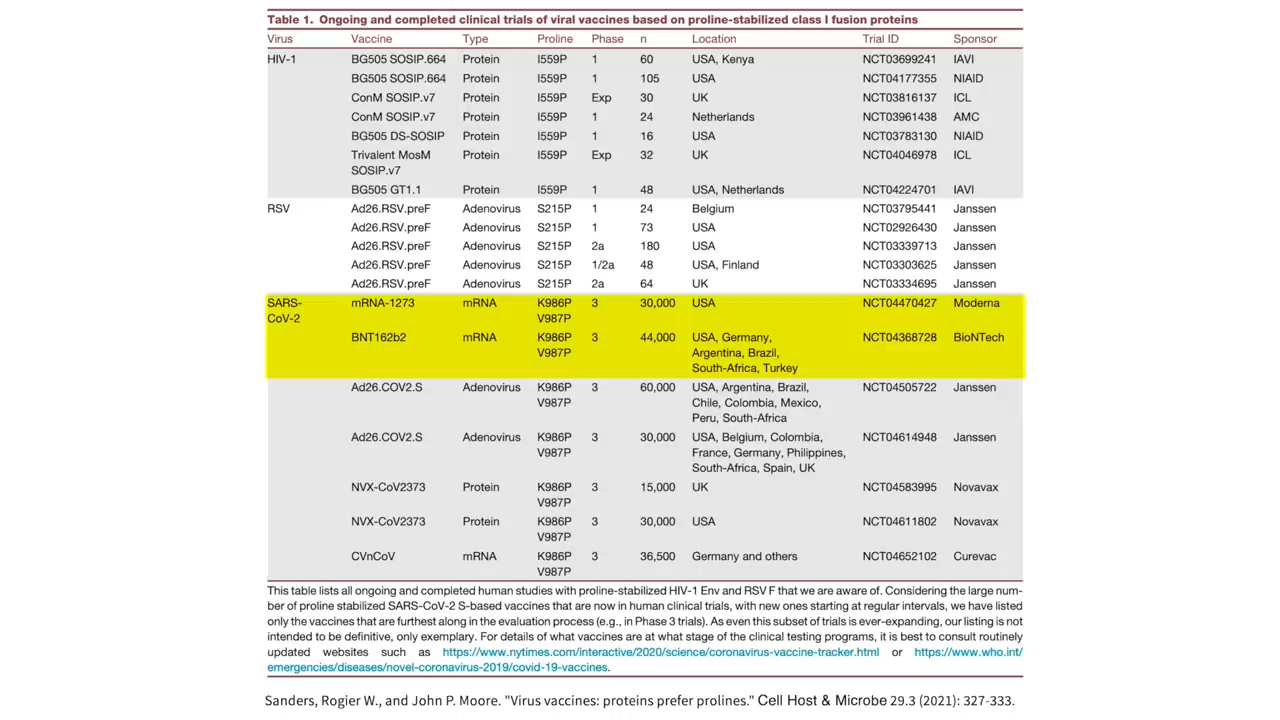 Table 1. Ongoing and completed clinical trials of viral vaccines based on proline-stabilized class I fusion proteins
Virus Vaccine Type Proline Phase n Location Trial ID Sponsor
HIV-1 BG505 SOSIP.664 Protein I559P 1 60 USA, Kenya NCT03699241 IAVI
BG505 SOSIP.664 Protein I559P 1 105 USA NCT04177355 NIAID
ConM SOSIP.v7 Protein I559P Exp 30 UK NCT03816137 ICL
ConM SOSIP.v7 Protein I559P 1 24 Netherlands NCT03961438 AMC
BG505 DS-SOSIP Protein I559P 1 16 USA NCT03783130 NIAID
Trivalent MosM Protein I559P Exp 32 UK NCT04046978 ICL
SOSIP.v7
BG505 GT1.1 Protein I559P 1 48 USA, Netherlands NCT04224701 IAVI
RSV Ad26.RSV.preF Adenovirus S215P 1 24 Belgium NCT03795441 Janssen
Ad26.RSV.preF Adenovirus S215P 1 73 USA NCT02926430 Janssen
Ad26.RSV.preF Adenovirus S215P 2a 180 USA NCT03339713 Janssen
Ad26.RSV.preF Adenovirus S215P 1/2a 48 USA, Finland NCT03303625 Janssen
Ad26.RSV.preF Adenovirus S215P 2a 64 UK NCT03334695 Janssen
SARS- mRNA-1273 mRNA K986P 3 30,000 USA NCT04470427 Moderna
CoV-2 V987P
BNT162b2 mRNA K986P 3 44,000 USA, Germany, NCT04368728 BioNTech
V987P Argentina, Brazil,
South-Africa, Turkey
Ad26.COV2.S Adenovirus K986P 3 60,000 USA, Argentina, Brazil, NCT04505722 Janssen
V987P Chile, Colombia, Mexico,
Peru, South-Africa
Ad26.COV2.S Adenovirus K986P 3 30,000 USA, Belgium, Colombia, NCT04614948 Janssen
V987P France, Germany, Philippines,
South-Africa, Spain, UK
NVX-CoV2373 Protein K986P 3 15,000 UK NCT04583995 Novavax
V987P
NVX-CoV2373 Protein K986P 3 30,000 USA NCT04611802 Novavax
V987P
CVnCoV mRNA K986P 3 36,500 Germany and others NCT04652102 Curevac
V987P
This table lists all ongoing and completed human studies with proline-stabilized HIV-1 Env and RSV F that we are aware of. Considering the large num-
ber of proline stabilized SARS-CoV-2 S-based vaccines that are now in human clinical trials, with new ones starting at regular intervals, we have listed
only the vaccines that are furthest along in the evaluation process (e.g., in Phase 3 trials). As even this subset of trials is ever-expanding, our listing is not
intended to be definitive, only exemplary. For details of what vaccines are at what stage of the clinical testing programs, it is best to consult routinely
updated websites such as https://www.nytimes.com/interactive/2020/science/coronavirus-vaccine-tracker.html or https://www.who.int/
emergencies/diseases/novel-coronavirus-2019/covid-19-vaccines.
Sanders, Rogier W., and John P. Moore. "Virus vaccines: proteins prefer prolines." Cell Host & Microbe 29.3 (2021): 327-333.